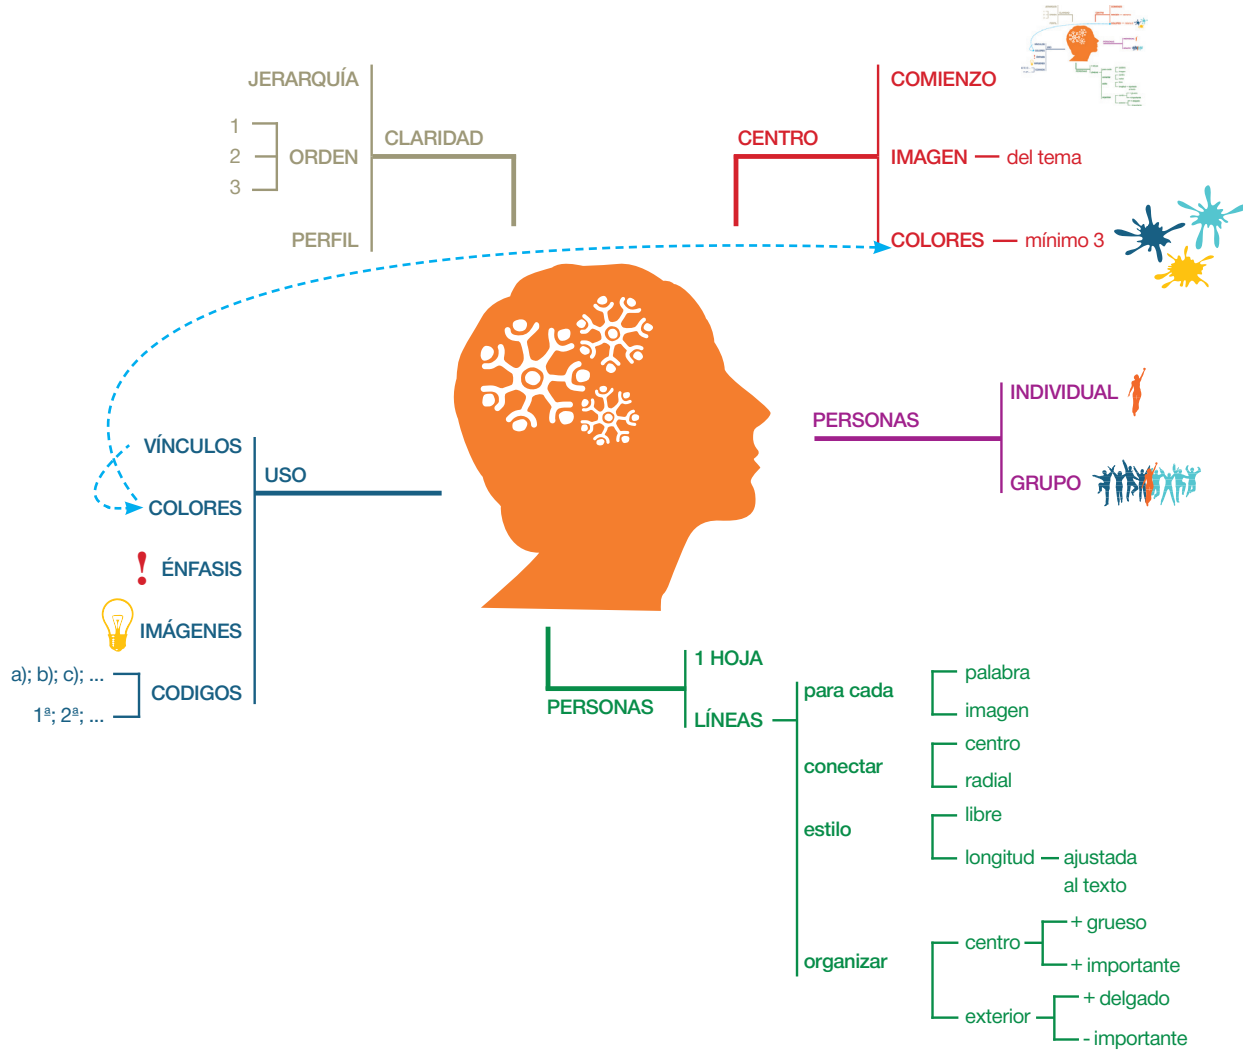 JERARQUÍA
1
2
3
ORDEN
PERFIL
CLARIDAD
CENTRO
COMIENZO
IMAGEN
del tema
COLORES
mínimo 3
PERSONAS
INDIVIDUAL
GRUPO
VÍNCULOS
COLORES
USO
! ÉNFASIS
IMÁGENES
a); b); c); ...
1ª; 2ª; ...
CODIGOS
PERSONAS
1 HOJA
LÍNEAS
para cada
palabra
imagen
conectar
centro
radial
estilo
libre
longitud
ajustada
al texto
organizar
centro
+ grueso
+ importante
exterior
+ delgado
- importante